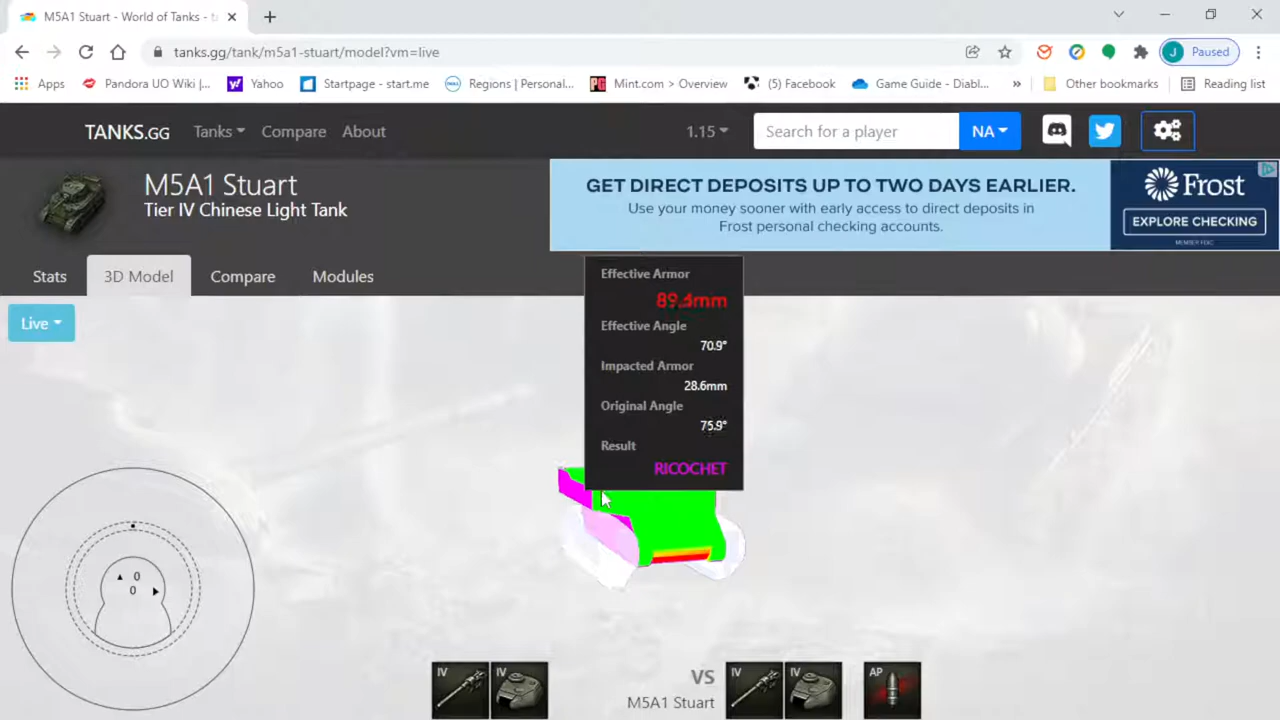 M5A1 Stuart - World of Tanks - t
tanks.gg/tank/m5a1-stuart/model?vm=live
J Paused
Apps Pandora UO Wiki |... Yahoo Startpage - start.me Regions | Personal... Mint.com > Overview (5) Facebook Game Guide - Diabl... » Other bookmarks Reading list
TANKS.GG Tanks Compare About 1.15 Search for a player NA
M5A1 Stuart
Tier IV Chinese Light Tank
GET DIRECT DEPOSITS UP TO TWO DAYS EARLIER.
Use your money sooner with early access to direct deposits in
Frost personal checking accounts.
Frost
EXPLORE CHECKING
MEMBER FDIC
Stats 3D Model Compare Modules
Live
Effective Armor
89.4mm
Effective Angle
70.9°
Impacted Armor
28.6mm
Original Angle
75.9°
Result
RICOCHET
0
0
IV IV VS IV IV AP
M5A1 Stuart